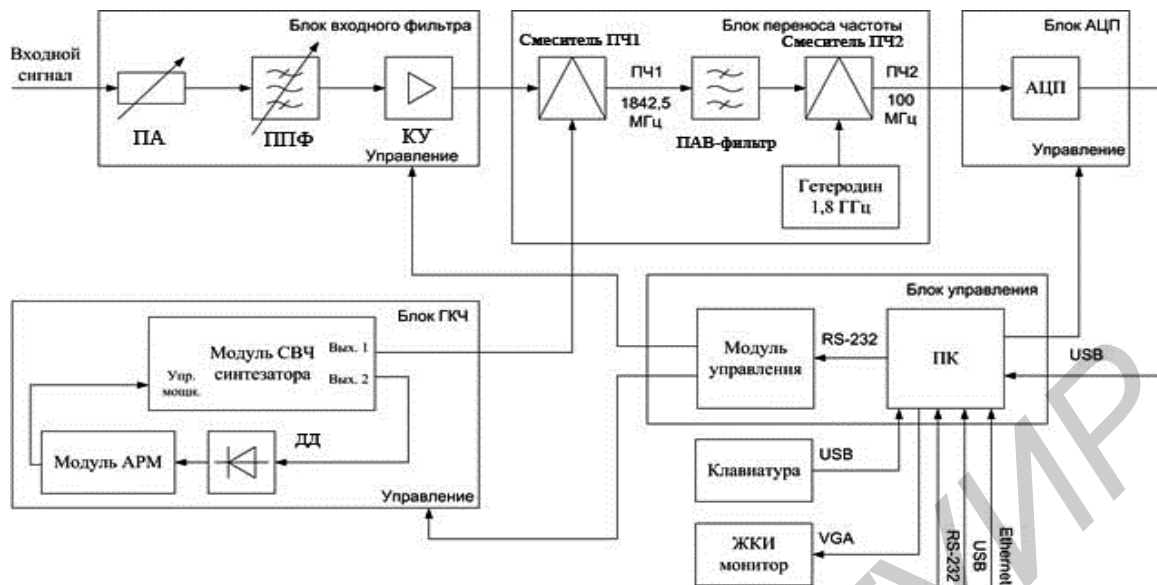 Блок входного фильтра
Входной
сигнал
ПА
ППФ
КУ
Управление
Блок переноса частоты
Смеситель ПЧ1
Смеситель ПЧ2
ПЧ1
1842,5
МГц
ПАВ-фильтр
ПЧ2
100
МГц
Гетеродин
1,8 ГГц
Блок АЦП
АЦП
Управление
Блок ГКЧ
Модуль СВЧ
синтезатора
Вых. 1
Вых. 2
Упр.
мощн.
Модуль АРМ
ДД
Управление
Блок управления
Модуль
управления
RS-232
ПК
USB
Клавиатура
USB
ЖКИ
монитор
VGA
RS-232
USB
Ethernet
УИР